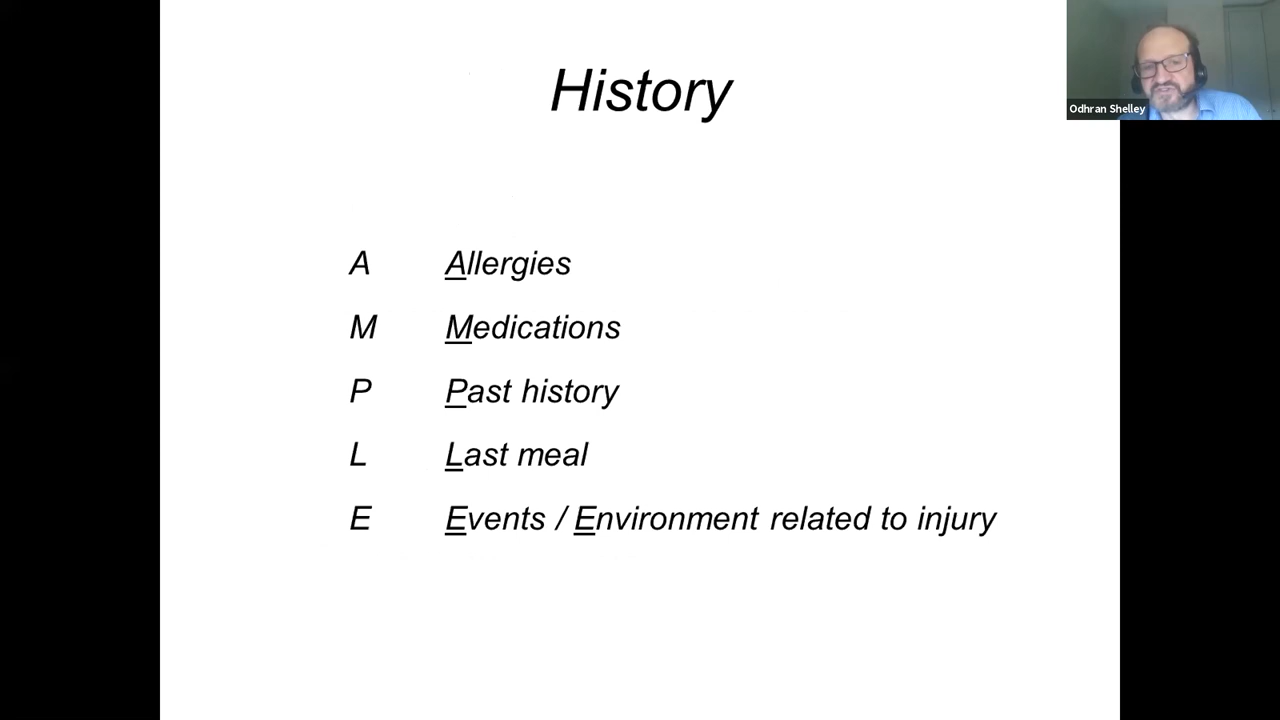 History
Odhran Shelley
A Allergies
M Medications
P Past history
L Last meal
E Events / Environment related to injury